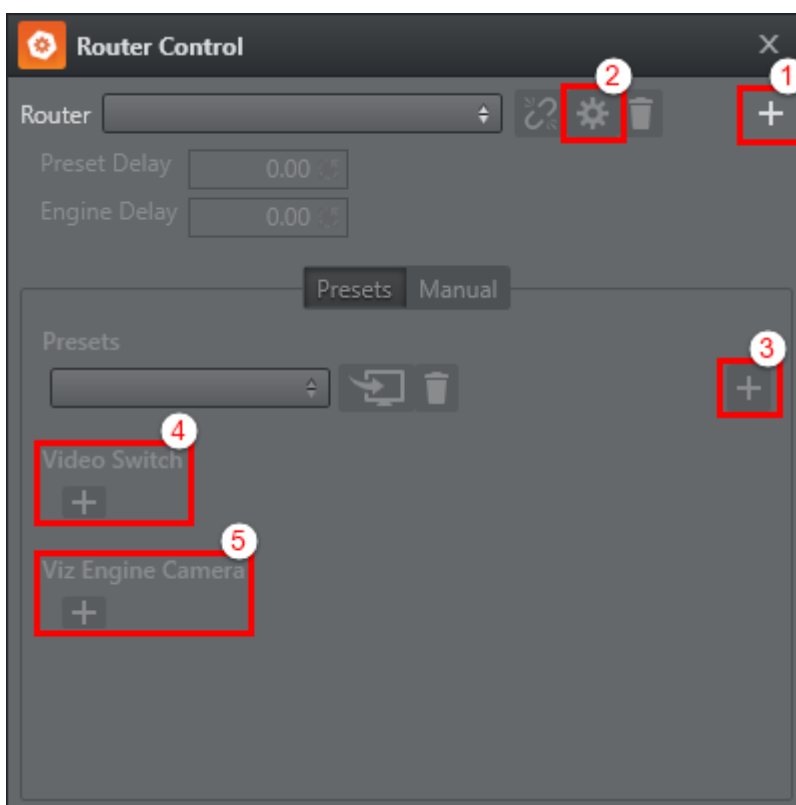 Router Control
2
1
Router
Preset Delay 0.00
Engine Delay 0.00
Presets Manual
Presets
3
4
Video Switch
5
Viz Engine Camera